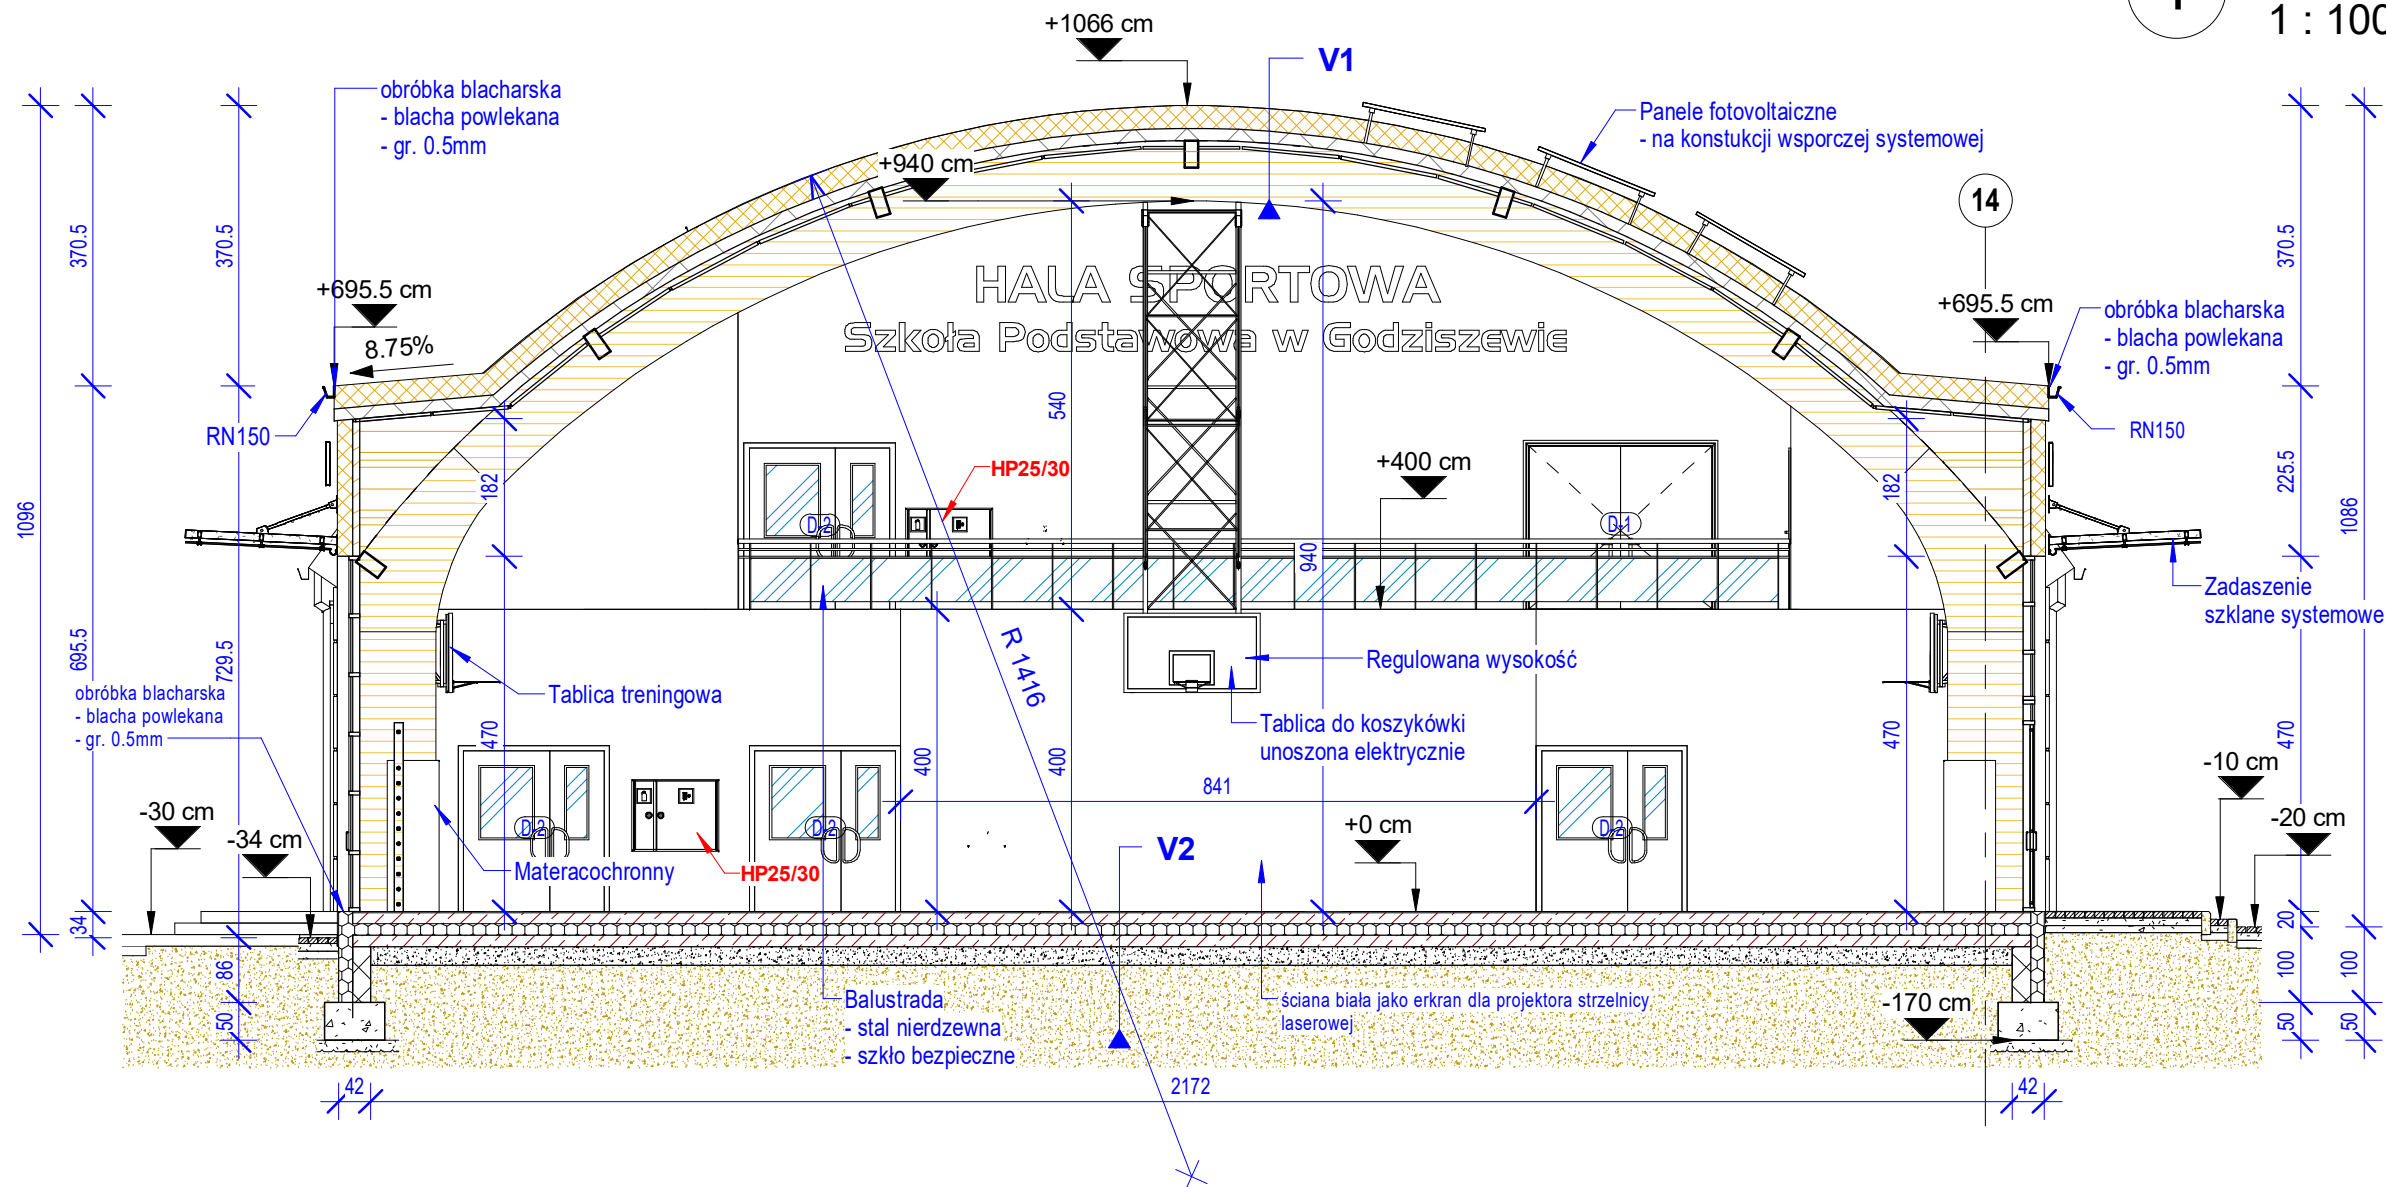 +1066 cm
V1
1 : 100
obróbka blacharska
- blacha powlekana
- gr. 0.5mm
Panele fotovoltaiczne
- na konstukcji wsporczej systemowej
+940 cm
14
370.5
370.5
370.5
HALA SPORTOWA
Szkoła Podstawowa w Godziszewie
+695.5 cm
8.75%
+695.5 cm
obróbka blacharska
- blacha powlekana
- gr. 0.5mm
RN150
RN150
540
HP25/30
+400 cm
182
182
225.5
1096
1086
D-2
D-1
940
Zadaszenie
szklane systemowe
695.5
729.5
R 1416
Regulowana wysokość
Tablica treningowa
obróbka blacharska
- blacha powlekana
- gr. 0.5mm
Tablica do koszykówki
unoszona elektrycznie
470
400
400
470
470
841
-10 cm
-30 cm
-34 cm
+0 cm
-20 cm
D-2
D-2
D-2
V2
Materacochronny
HP25/30
34
20
86
100
100
50
50
50
Balustrada
- stal nierdzewna
- szkło bezpieczne
ściana biała jako erkran dla projektora strzelnicy
laserowej
-170 cm
42
2172
42